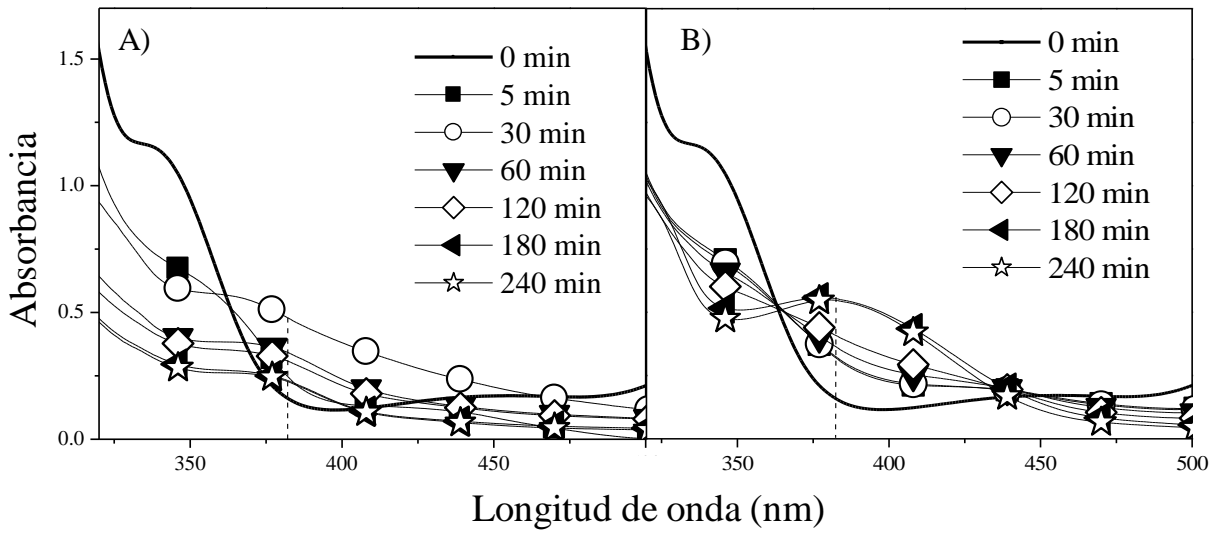 A)
0 min
5 min
30 min
60 min
120 min
180 min
240 min
B)
0 min
5 min
30 min
60 min
120 min
180 min
240 min
1.5
1.0
0.5
0.0
Absorbancia
350
400
450
350
400
450
500
Longitud de onda (nm)